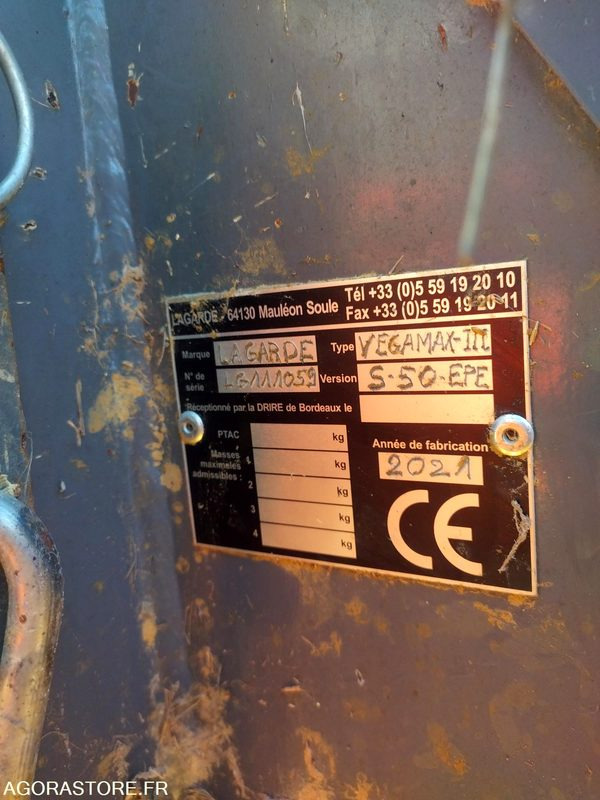 LAGARDE - 64130 Mauléon Soule
Tél +33 (0)5 59 19 20 10
Fax +33 (0)5 59 19 20 11
Marque LAGARDE Type VEGAMAX-III
N° de série LG111059 Version S-50-EPE
Réceptionné par la DRIRE de Bordeaux le
PTAC kg
Masses maximales admissibles :
1 kg
2 kg
3 kg
4 kg
Année de fabrication
2021
CE
AGORASTORE.FR